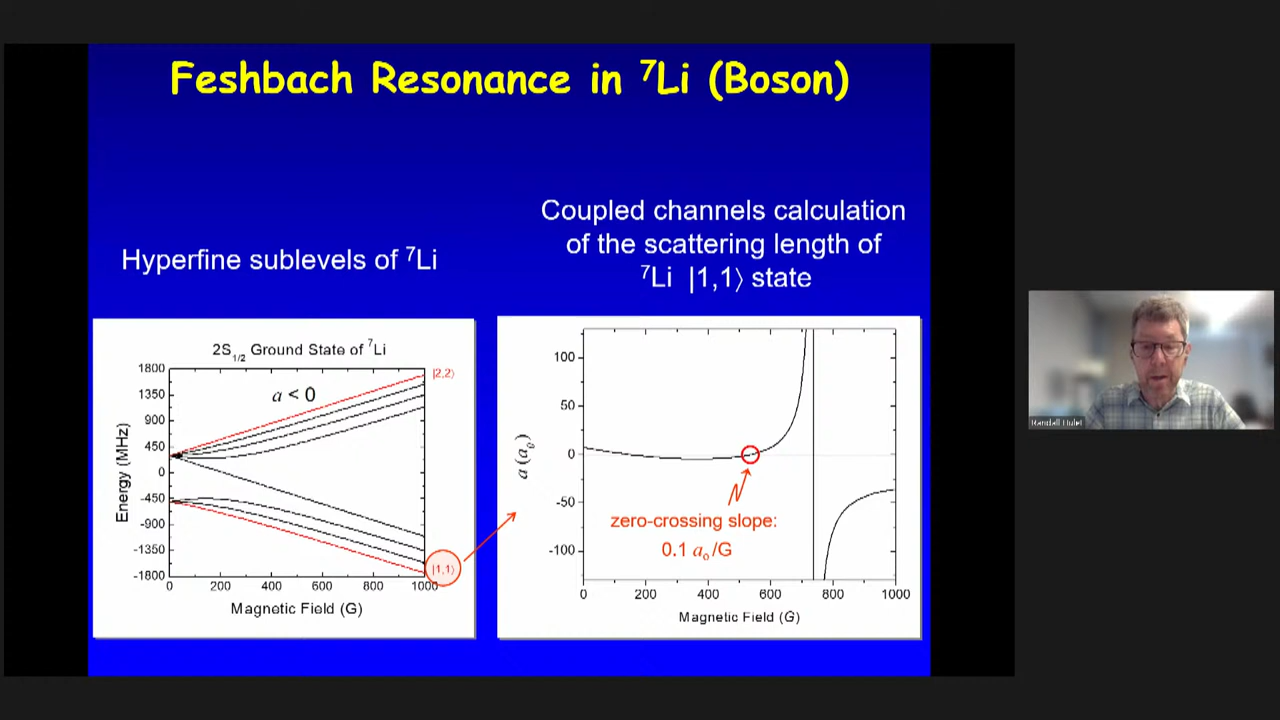 Feshbach Resonance in ⁷Li (Boson)
Hyperfine sublevels of ⁷Li
Coupled channels calculation
of the scattering length of
⁷Li |1,1⟩ state
2S₁/₂ Ground State of ⁷Li
a < 0
|2,2⟩
|1,1⟩
Energy (MHz)
1800
1350
900
450
0
-450
-900
-1350
-1800
0 200 400 600 800 1000
Magnetic Field (G)
a (a₀)
100
50
0
-50
-100
zero-crossing slope:
0.1 aₒ/G
0 200 400 600 800 1000
Magnetic Field (G)
Randall Hulet